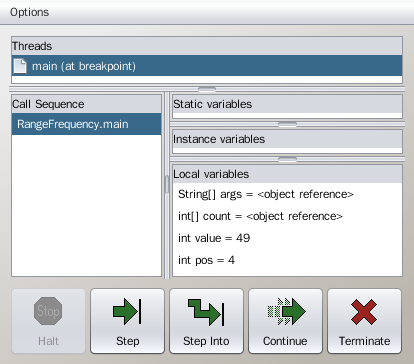 Options
Threads
main (at breakpoint)
Call Sequence
RangeFrequency.main
Static variables
Instance variables
Local variables
String[] args = <object reference>
int[] count = <object reference>
int value = 49
int pos = 4
Stop
Halt
Step
Step Into
Continue
Terminate